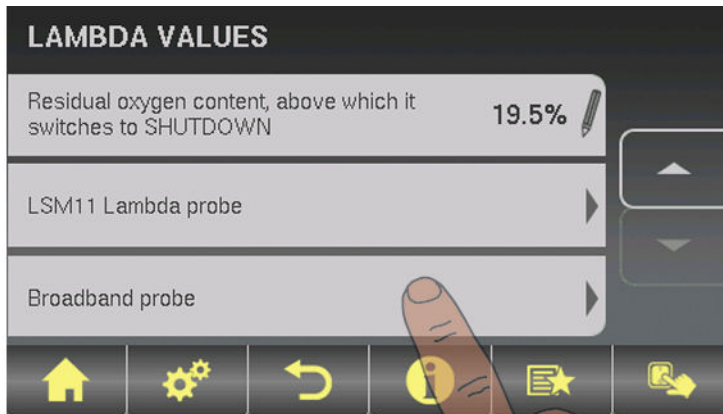 LAMBDA VALUES
Residual oxygen content, above which it
switches to SHUTDOWN
19.5%
LSM11 Lambda probe
Broadband probe